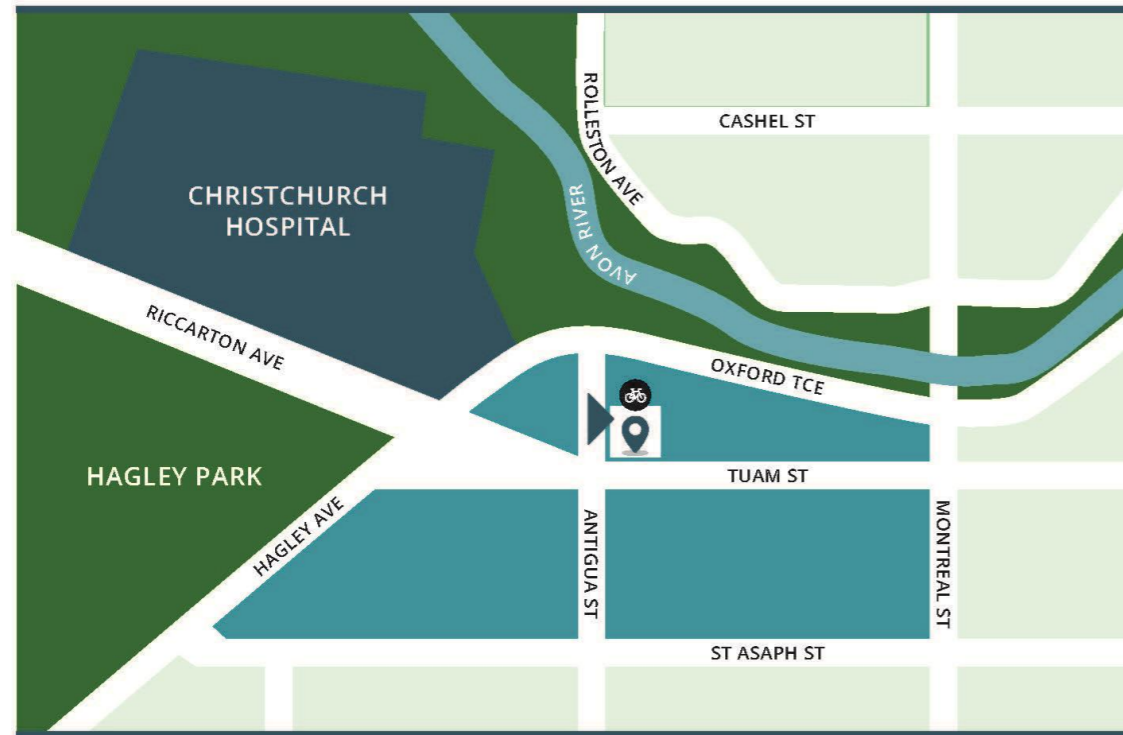 ROLLESTON AVE
CASHEL ST
CHRISTCHURCH
HOSPITAL
AVON RIVER
RICCARTON AVE
OXFORD TCE
HAGLEY PARK
TUAM ST
HAGLEY AVE
ANTIGUA ST
MONTREAL ST
ST ASAPH ST